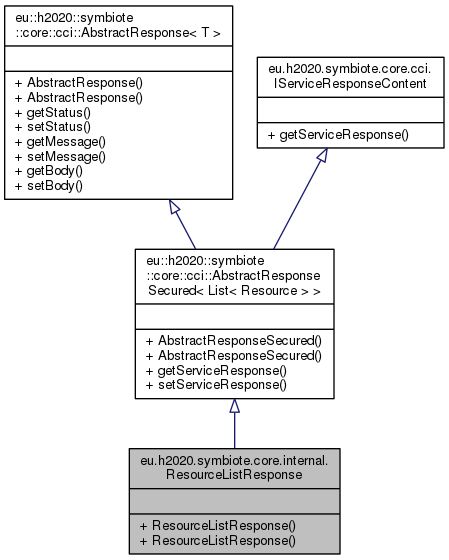 eu::h2020::symbiote
::core::cci::AbstractResponse< T >
+ AbstractResponse()
+ AbstractResponse()
+ getStatus()
+ setStatus()
+ getMessage()
+ setMessage()
+ getBody()
+ setBody()
eu.h2020.symbiote.core.cci.
IServiceResponseContent
+ getServiceResponse()
eu::h2020::symbiote
::core::cci::AbstractResponse
Secured< List< Resource > >
+ AbstractResponseSecured()
+ AbstractResponseSecured()
+ getServiceResponse()
+ setServiceResponse()
eu.h2020.symbiote.core.internal.
ResourceListResponse
+ ResourceListResponse()
+ ResourceListResponse()